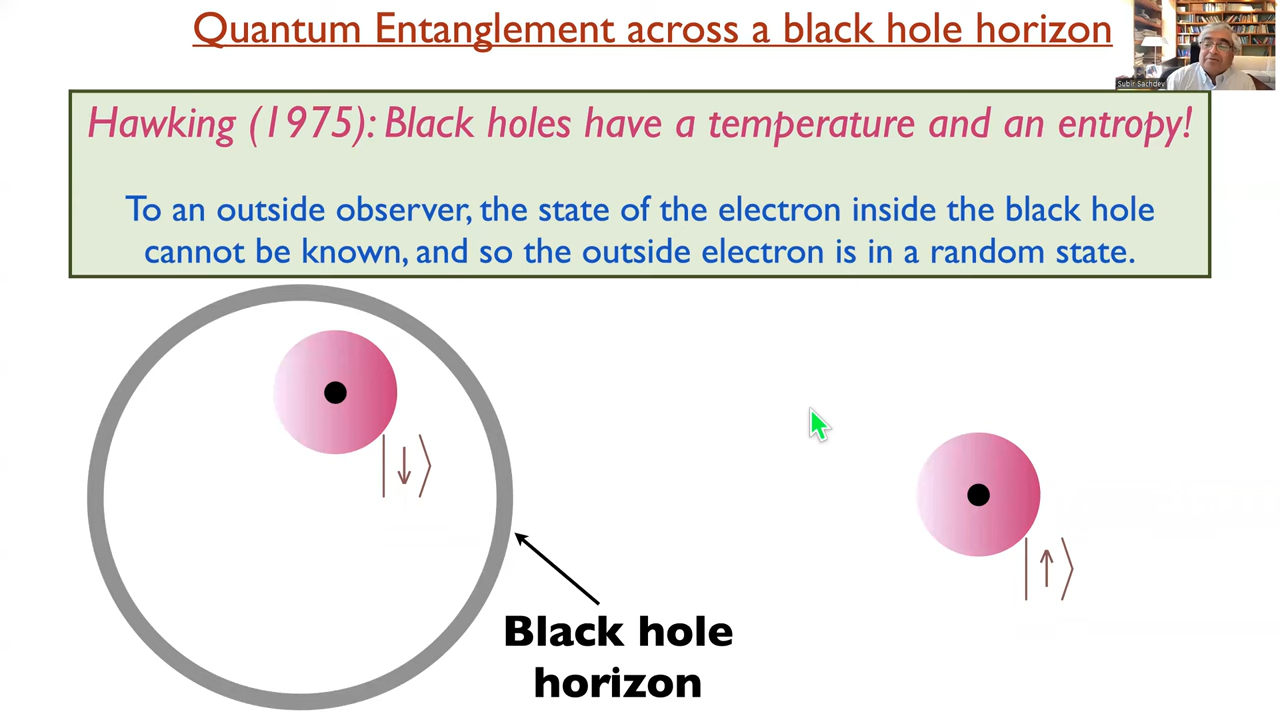 Quantum Entanglement across a black hole horizon
Subir Sachdev
Hawking (1975): Black holes have a temperature and an entropy!
To an outside observer, the state of the electron inside the black hole
cannot be known, and so the outside electron is in a random state.
|↓⟩
|↑⟩
Black hole
horizon